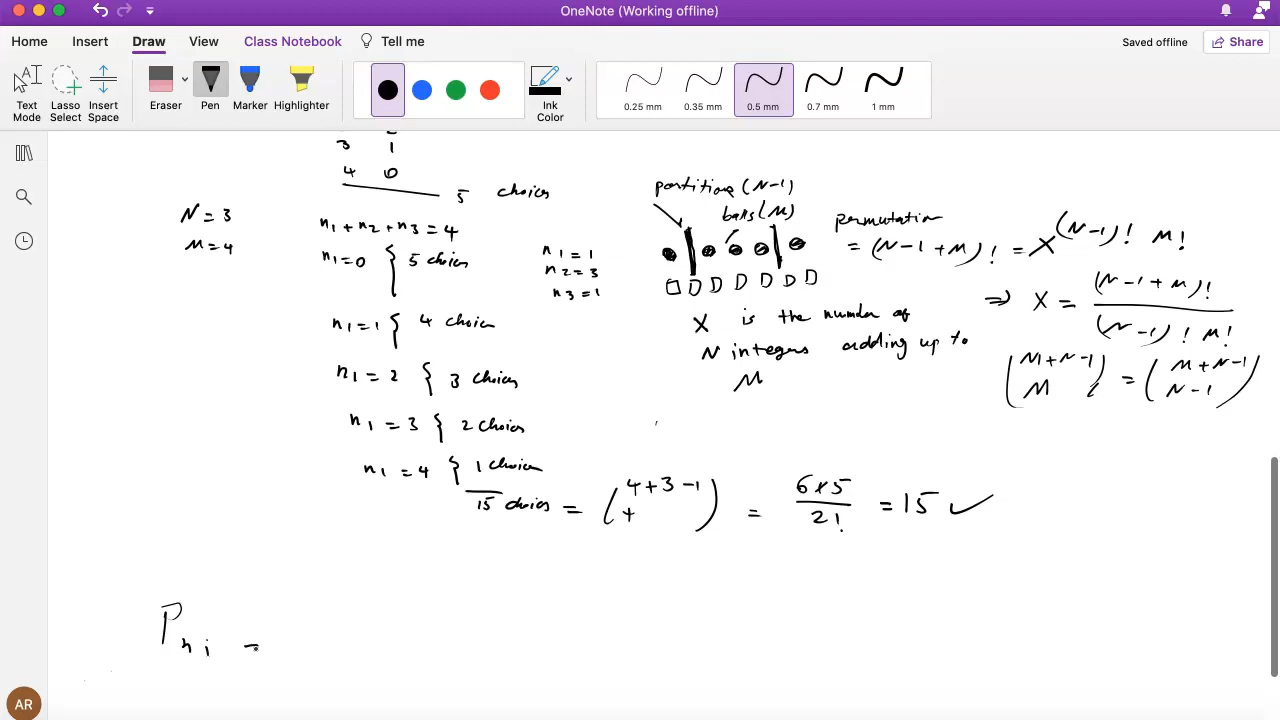 OneNote (Working offline)
Home Insert Draw View Class Notebook Tell me
Saved offline Share
Text Mode Lasso Select Insert Space Eraser Pen Marker Highlighter Ink Color 0.25 mm 0.35 mm 0.5 mm 0.7 mm 1 mm
3 1
4 0
5 choices
N = 3
M = 4
n1 + n2 + n3 = 4
n1 = 0 { 5 choices
n1 = 1 { 4 choices
n1 = 2 { 3 choices
n1 = 3 { 2 choices
n1 = 4 { 1 choices
15 choices = (4+3-1 4) = 6×5 / 2! = 15 ✓
n1 = 1
n2 = 3
n3 = 1
partitions (N-1)
balls (M)
permutation
= (N-1+M)! = X (N-1)! M!
⇒ X = (N-1+M)! / (N-1)! M!
(M+N-1 M) = (M+N-1 N-1)
X is the number of
N integers adding up to
M
P ni =
AR